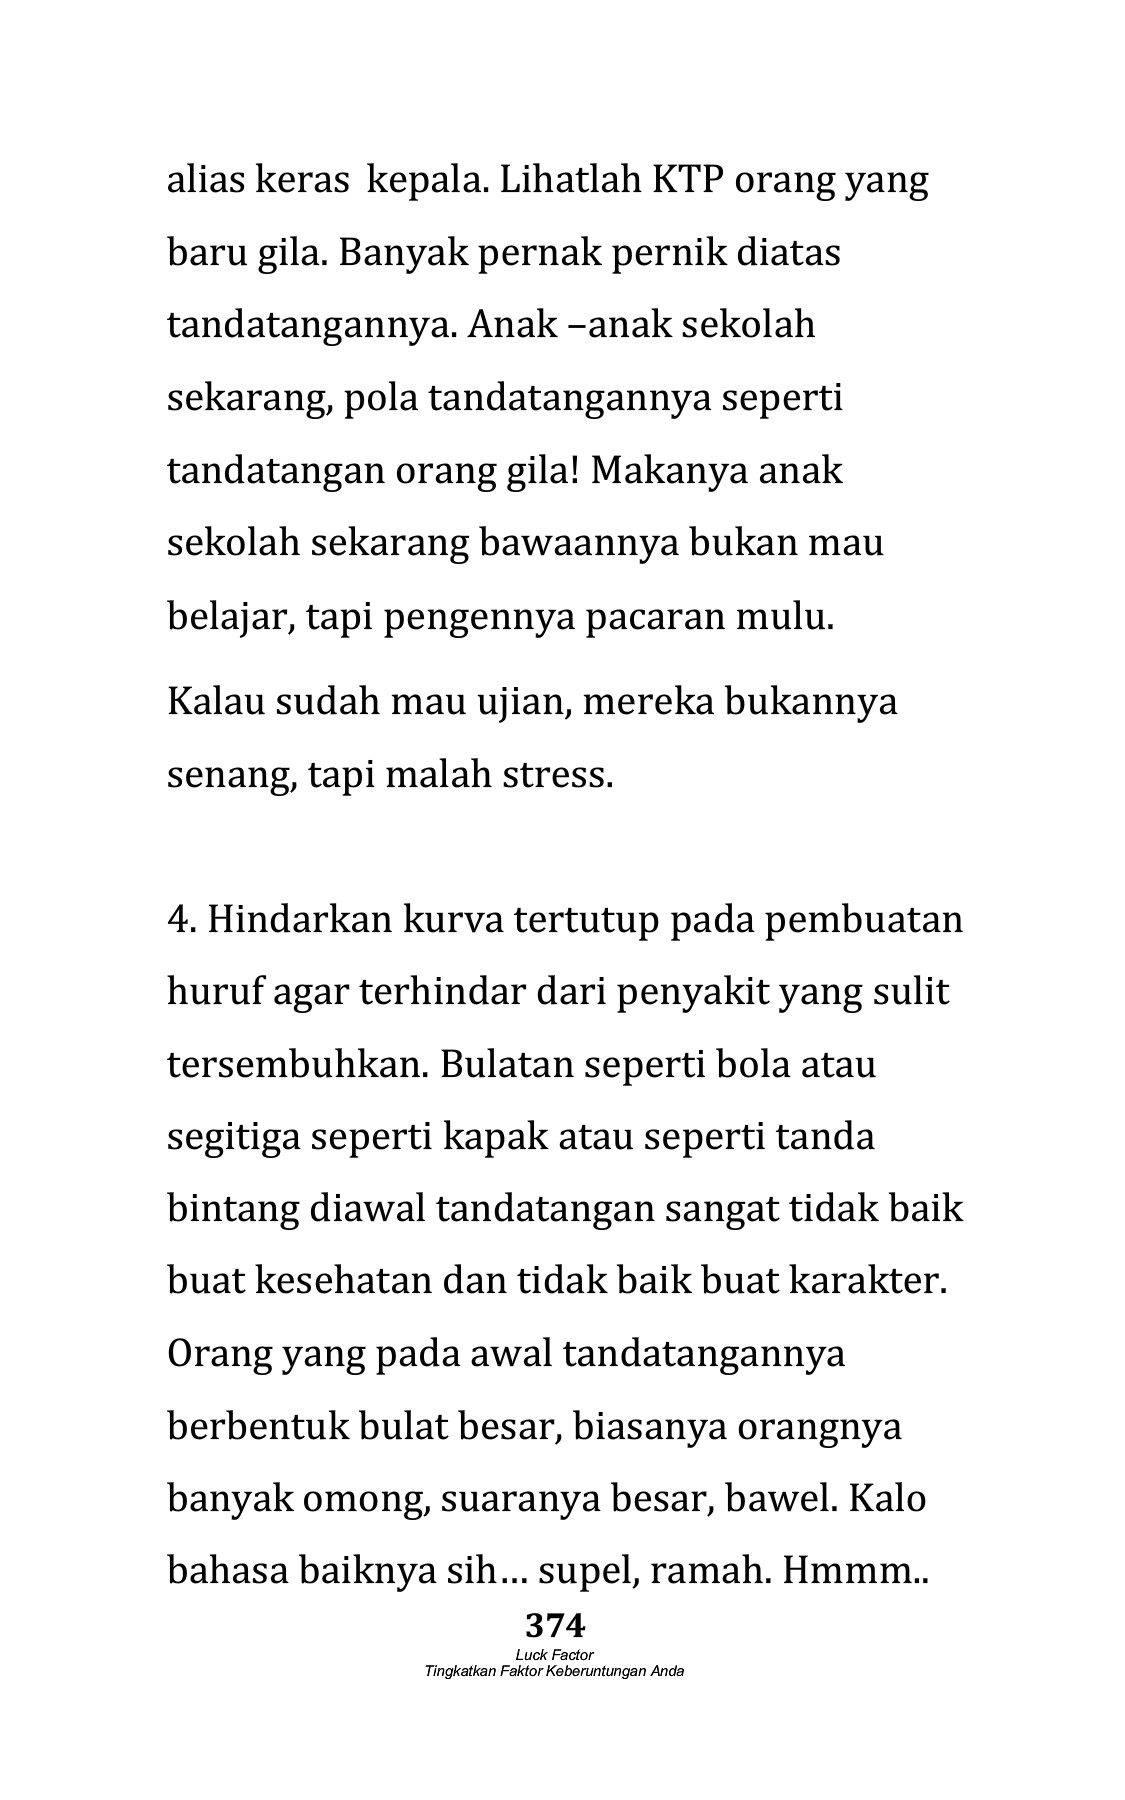 alias keras  kepala. Lihatlah KTP orang yang
baru gila. Banyak pernak pernik diatas
tandatangannya. Anak –anak sekolah
sekarang, pola tandatangannya seperti
tandatangan orang gila! Makanya anak
sekolah sekarang bawaannya bukan mau
belajar, tapi pengennya pacaran mulu.
Kalau sudah mau ujian, mereka bukannya
senang, tapi malah stress.
4. Hindarkan kurva tertutup pada pembuatan
huruf agar terhindar dari penyakit yang sulit
tersembuhkan. Bulatan seperti bola atau
segitiga seperti kapak atau seperti tanda
bintang diawal tandatangan sangat tidak baik
buat kesehatan dan tidak baik buat karakter.
Orang yang pada awal tandatangannya
berbentuk bulat besar, biasanya orangnya
banyak omong, suaranya besar, bawel. Kalo
bahasa baiknya sih… supel, ramah. Hmmm..
374
Luck Factor
Tingkatkan Faktor Keberuntungan Anda